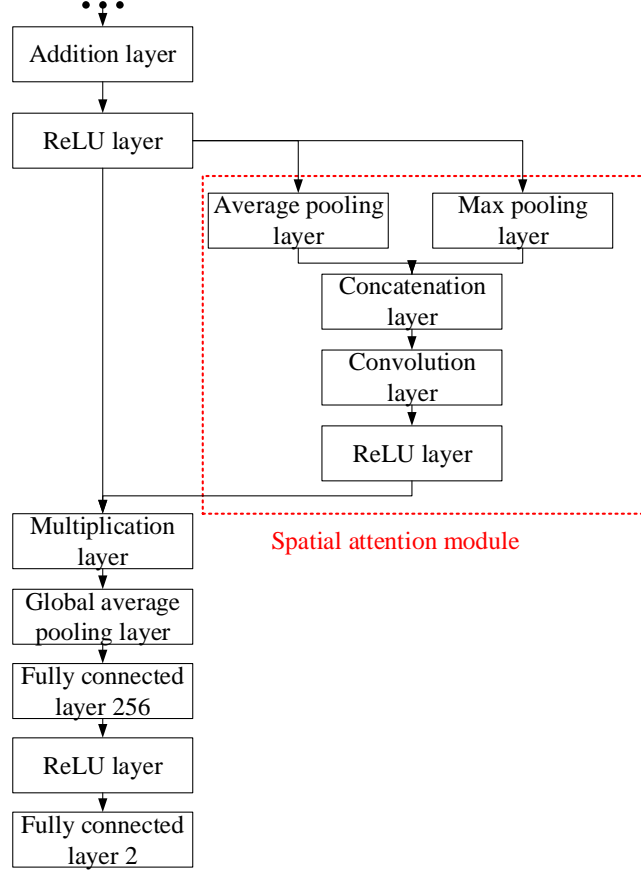 Addition layer
ReLU layer
Average pooling
layer
Max pooling
layer
Concatenation
layer
Convolution
layer
ReLU layer
Spatial attention module
Multiplication
layer
Global average
pooling layer
Fully connected
layer 256
ReLU layer
Fully connected
layer 2